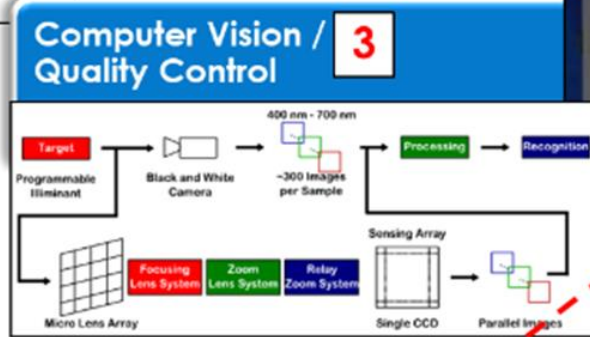 Computer Vision /
Quality Control
3
400 nm - 700 nm
Target
Processing
Recognition
Programmable
Illiminant
Black and White
Camera
~300 Images
per Sample
Sensing Array
Focusing
Lens System
Zoom
Lens System
Relay
Zoom System
Micro Lens Array
Single CCD
Parallel Images